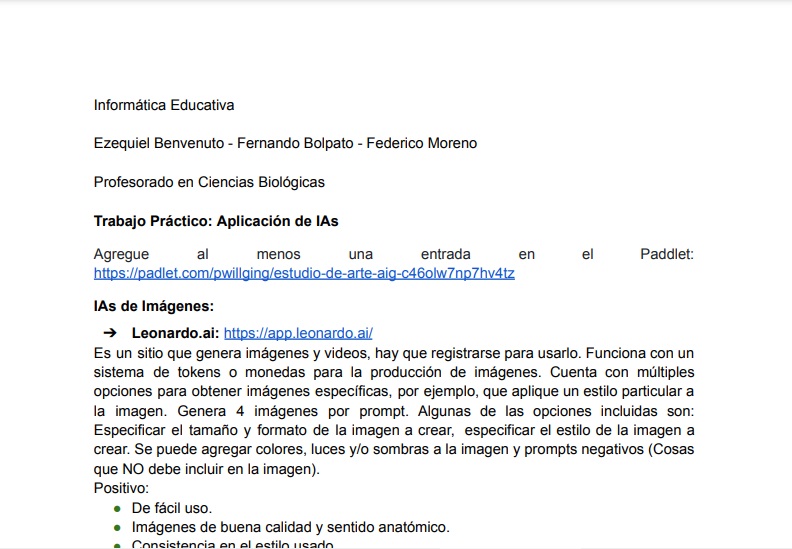 Informática Educativa
Ezequiel Benvenuto - Fernando Bolpato - Federico Moreno
Profesorado en Ciencias Biológicas
Trabajo Práctico: Aplicación de IAs
Agregue al menos una entrada en el Paddlet:
https://padlet.com/pwillging/estudio-de-arte-aig-c46olw7np7hv4tz
IAs de Imágenes:
➔ Leonardo.ai: https://app.leonardo.ai/
Es un sitio que genera imágenes y videos, hay que registrarse para usarlo. Funciona con un
sistema de tokens o monedas para la producción de imágenes. Cuenta con múltiples
opciones para obtener imágenes específicas, por ejemplo, que aplique un estilo particular a
la imagen. Genera 4 imágenes por prompt. Algunas de las opciones incluidas son:
Especificar el tamaño y formato de la imagen a crear, especificar el estilo de la imagen a
crear. Se puede agregar colores, luces y/o sombras a la imagen y prompts negativos (Cosas
que NO debe incluir en la imagen).
Positivo:
● De fácil uso.
● Imágenes de buena calidad y sentido anatómico.
● Consistencia en el estilo usado